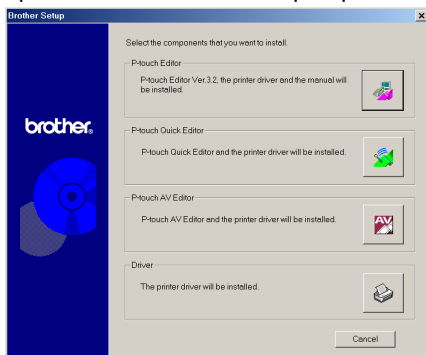 Brother Setup
Select the components that you want to install.
P-touch Editor
P-touch Editor Ver.3.2, the printer driver and the manual will
be installed.
brother®
P-touch Quick Editor
P-touch Quick Editor and the printer driver will be installed.
P-touch AV Editor
P-touch AV Editor and the printer driver will be installed.
AV
Driver
The printer driver will be installed.
Cancel